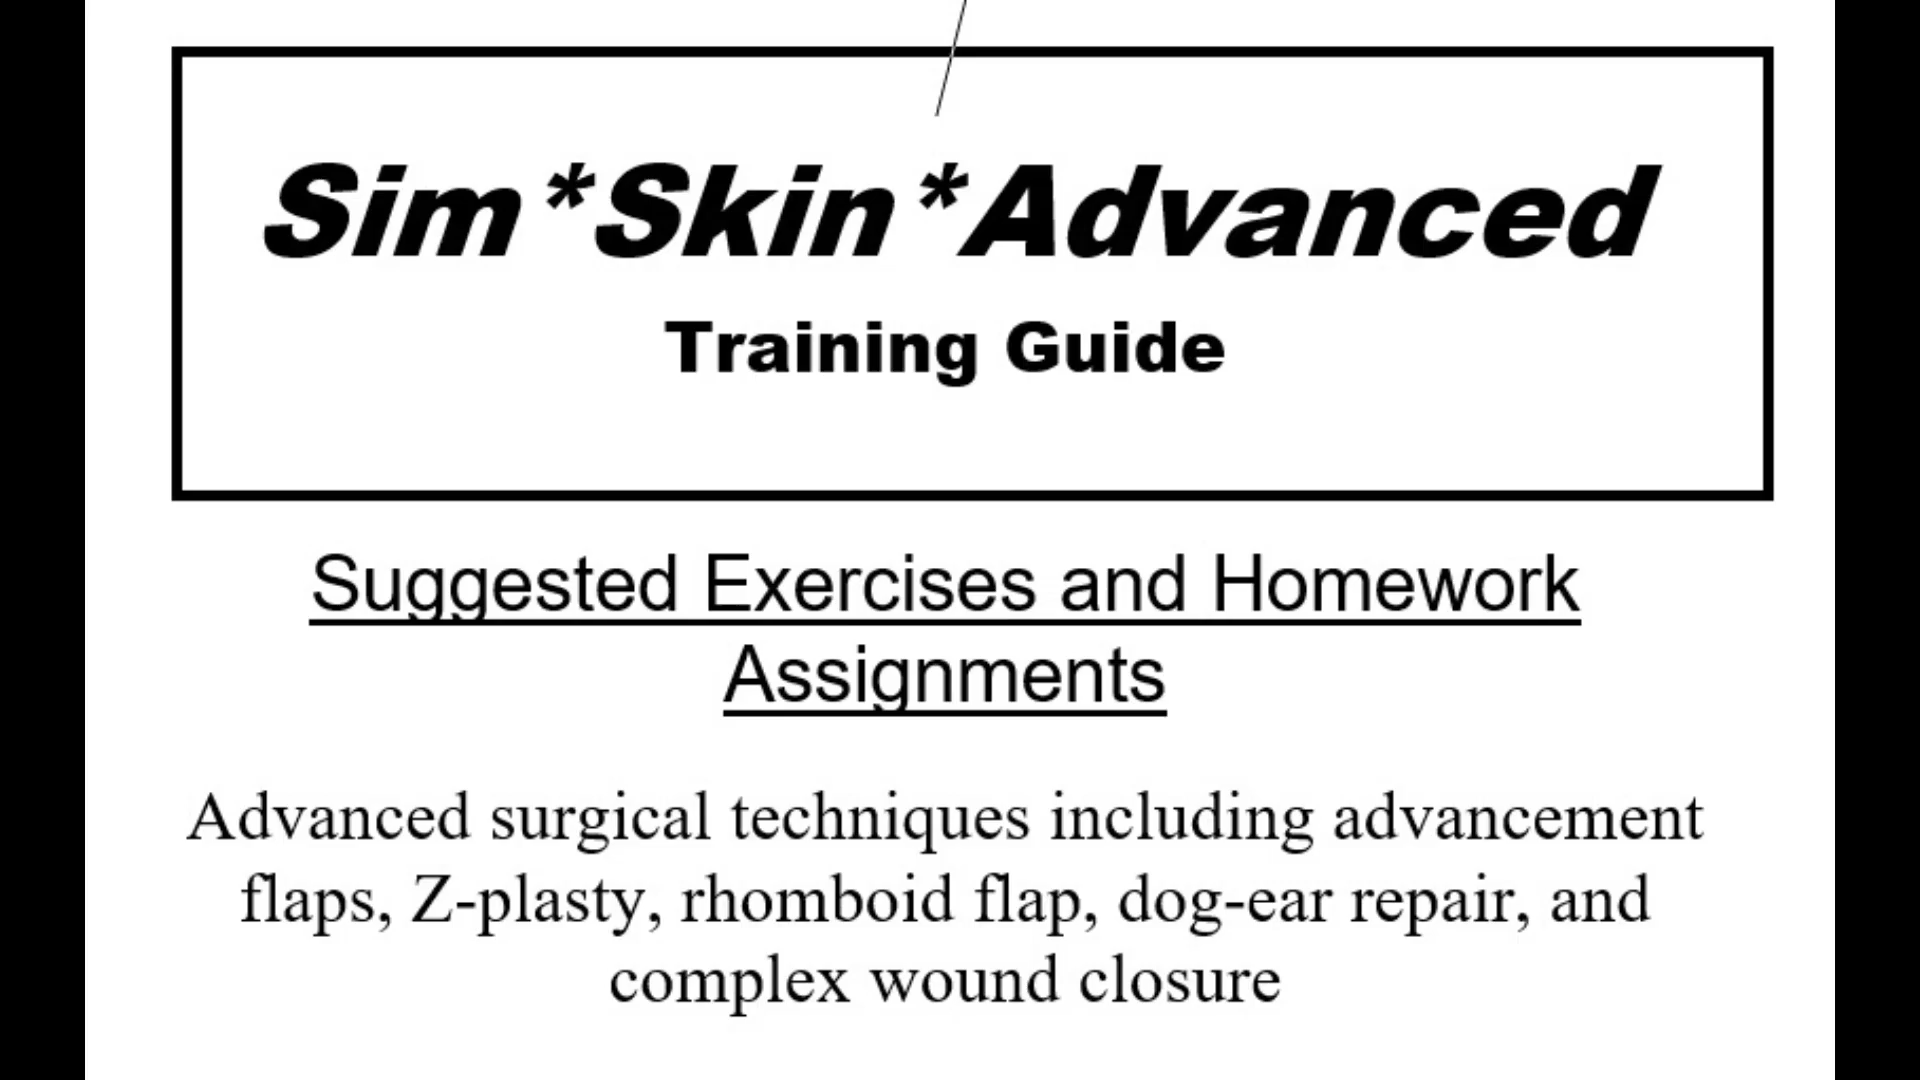 Sim*Skin*Advanced
Training Guide
Suggested Exercises and Homework
Assignments
Advanced surgical techniques including advancement
flaps, Z-plasty, rhomboid flap, dog-ear repair, and
complex wound closure